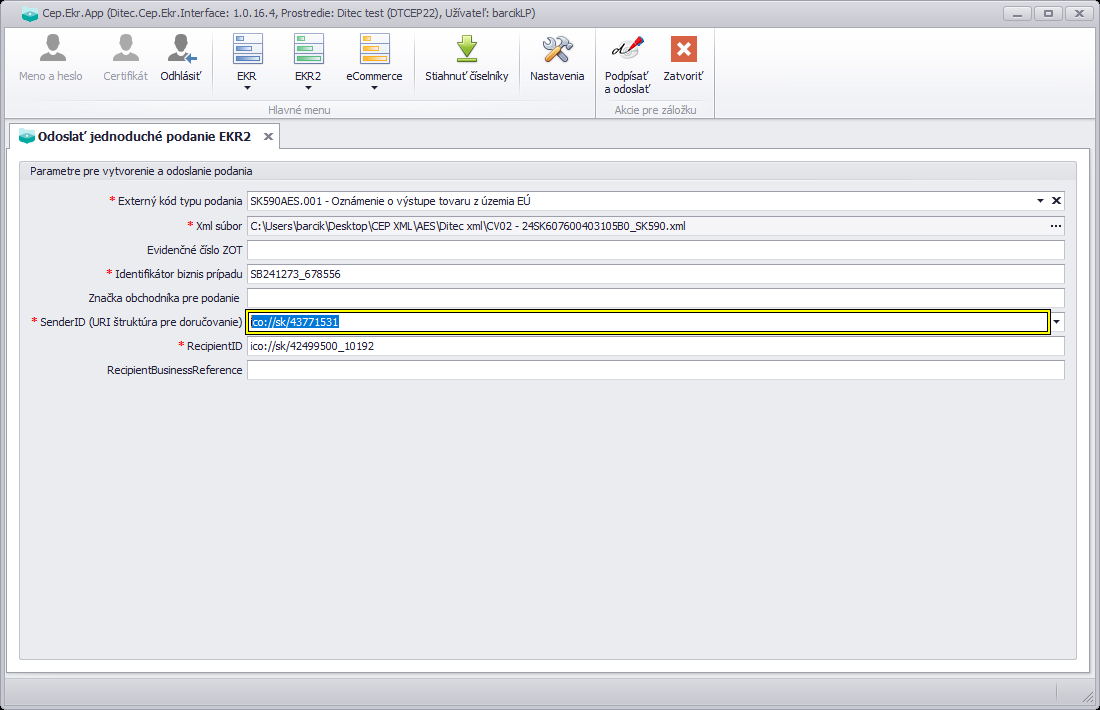 Cep.Ekr.App (Ditec.Cep.Ekr.Interface: 1.0.16.4, Prostredie: Ditec test (DTCEP22), Užívateľ: barcikLP)
Meno a heslo
Certifikát
Odhlásiť
EKR
EKR2
eCommerce
Stiahnuť číselníky
Nastavenia
Podpísať
a odoslať
Zatvoriť
Hlavné menu
Akcie pre záložku
Odoslať jednoduché podanie EKR2
Parametre pre vytvorenie a odoslanie podania
* Externý kód typu podania SK590AES.001 - Oznámenie o výstupe tovaru z územia EÚ
* Xml súbor C:\Users\barcik\Desktop\CEP XML\AES\Ditec xml\CV02 - 24SK607600403105B0_SK590.xml ...
Evidenčné číslo ZOT
* Identifikátor biznis prípadu SB241273_678556
Značka obchodníka pre podanie
* SenderID (URI štruktúra pre doručovanie) ico://sk/43771531
* RecipientID ico://sk/42499500_10192
RecipientBusinessReference